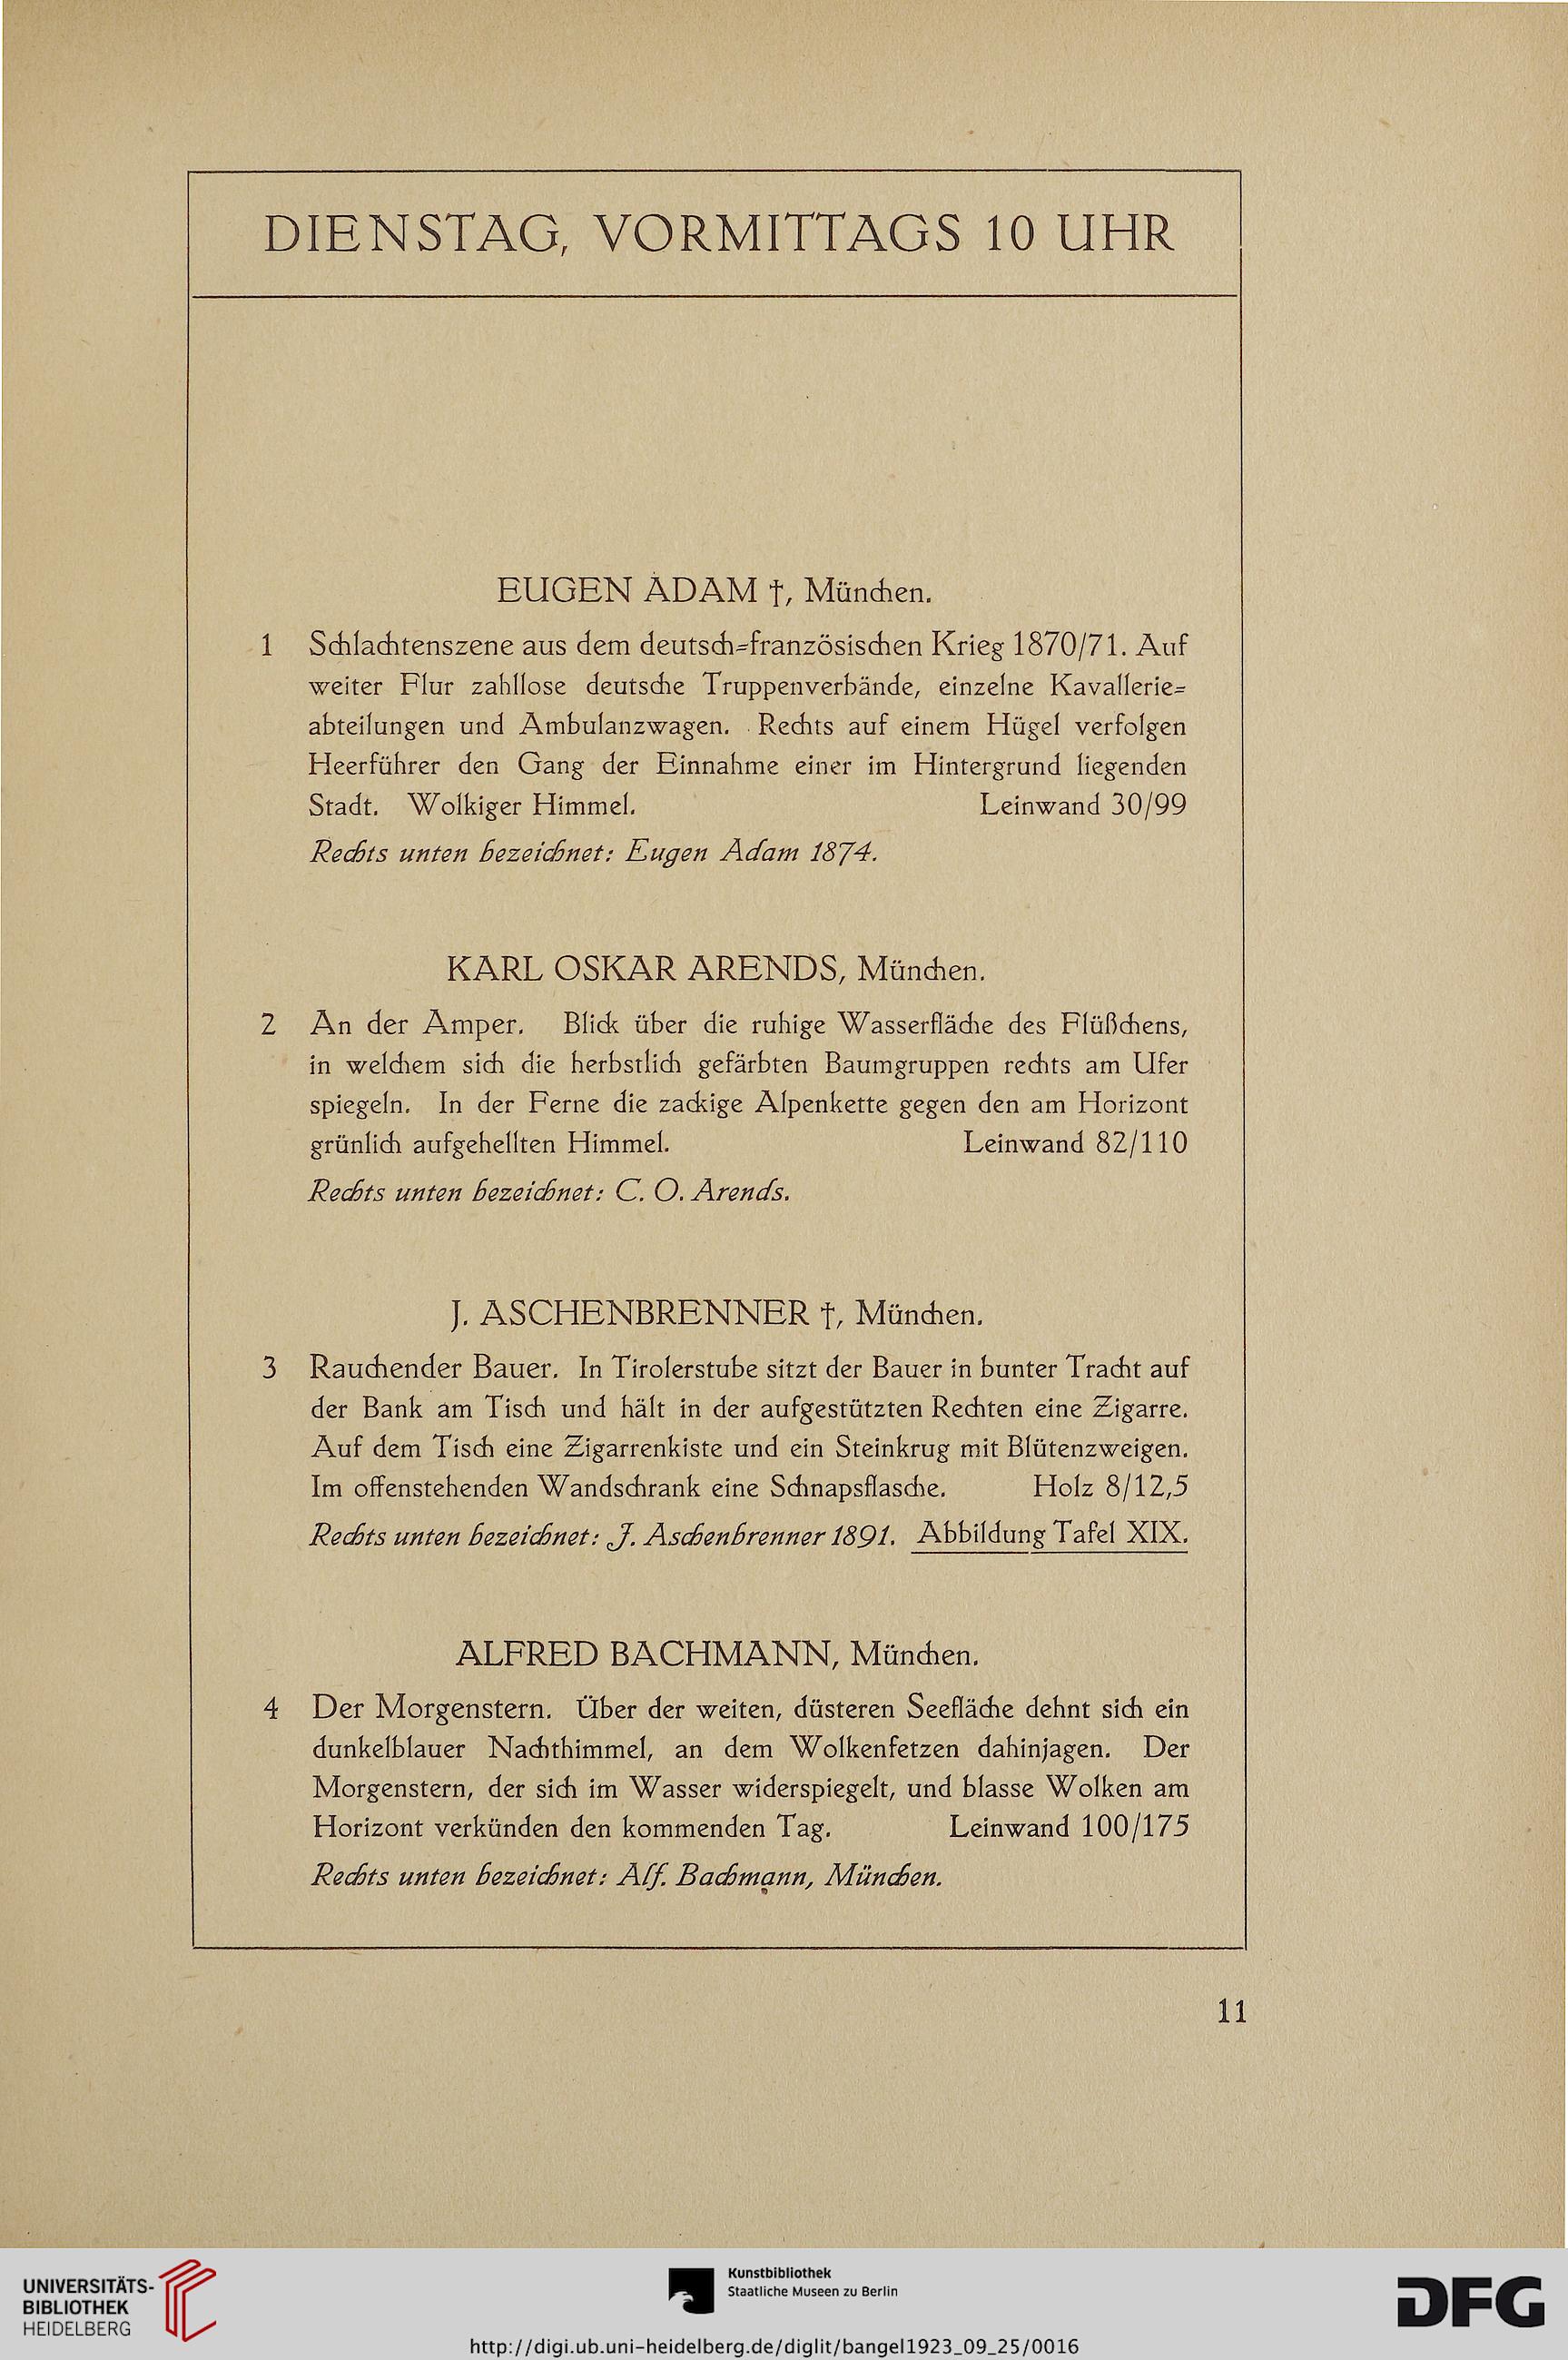 DIENSTAG, VORMITTAGS 10 UHR
EUGEN ADAM †, München.
1 Schlachtenszene aus dem deutsch=französischen Krieg 1870/71. Auf
weiter Flur zahllose deutsche Truppenverbände, einzelne Kavallerie=
abteilungen und Ambulanzwagen. Rechts auf einem Hügel verfolgen
Heerführer den Gang der Einnahme einer im Hintergrund liegenden
Stadt. Wolkiger Himmel. Leinwand 30/99
Rechts unten bezeichnet: Eugen Adam 1874.
KARL OSKAR ARENDS, München.
2 An der Amper. Blick über die ruhige Wasserfläche des Flüßchens,
in welchem sich die herbstlich gefärbten Baumgruppen rechts am Ufer
spiegeln. In der Ferne die zackige Alpenkette gegen den am Horizont
grünlich aufgehellten Himmel. Leinwand 82/110
Rechts unten bezeichnet: C. O. Arends.
J. ASCHENBRENNER †, München.
3 Rauchender Bauer. In Tirolerstube sitzt der Bauer in bunter Tracht auf
der Bank am Tisch und hält in der aufgestützten Rechten eine Zigarre.
Auf dem Tisch eine Zigarrenkiste und ein Steinkrug mit Blütenzweigen.
Im offenstehenden Wandschrank eine Schnapsflasche. Holz 8/12,5
Rechts unten bezeichnet: J. Aschenbrenner 1891. Abbildung Tafel XIX.
ALFRED BACHMANN, München.
4 Der Morgenstern. Über der weiten, düsteren Seefläche dehnt sich ein
dunkelblauer Nachthimmel, an dem Wolkenfetzen dahinjagen. Der
Morgenstern, der sich im Wasser widerspiegelt, und blasse Wolken am
Horizont verkünden den kommenden Tag. Leinwand 100/175
Rechts unten bezeichnet: Alf. Bachmann, München.
11
UNIVERSITÄTS-
BIBLIOTHEK
HEIDELBERG
Kunstbibliothek
Staatliche Museen zu Berlin
DFG
http://digi.ub.uni-heidelberg.de/diglit/bangel1923_09_25/0016